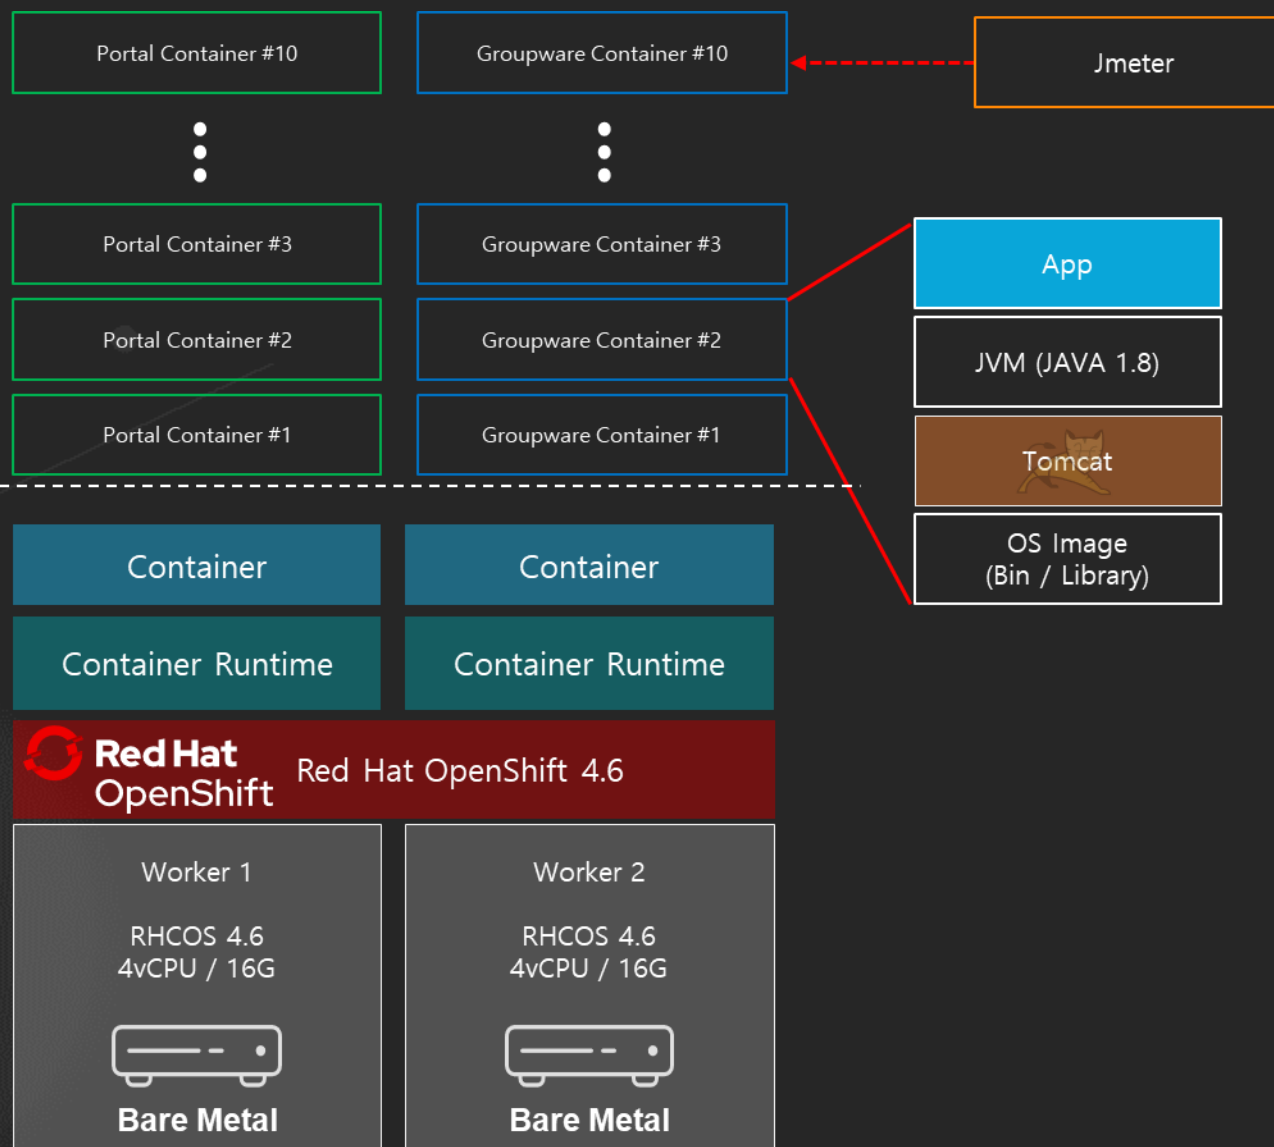 Portal Container #10
Groupware Container #10
Jmeter
Portal Container #3
Groupware Container #3
Portal Container #2
Groupware Container #2
Portal Container #1
Groupware Container #1
App
JVM (JAVA 1.8)
Tomcat
OS Image
(Bin / Library)
Container
Container
Container Runtime
Container Runtime
Red Hat
OpenShift
Red Hat OpenShift 4.6
Worker 1
RHCOS 4.6
4vCPU / 16G
Bare Metal
Worker 2
RHCOS 4.6
4vCPU / 16G
Bare Metal